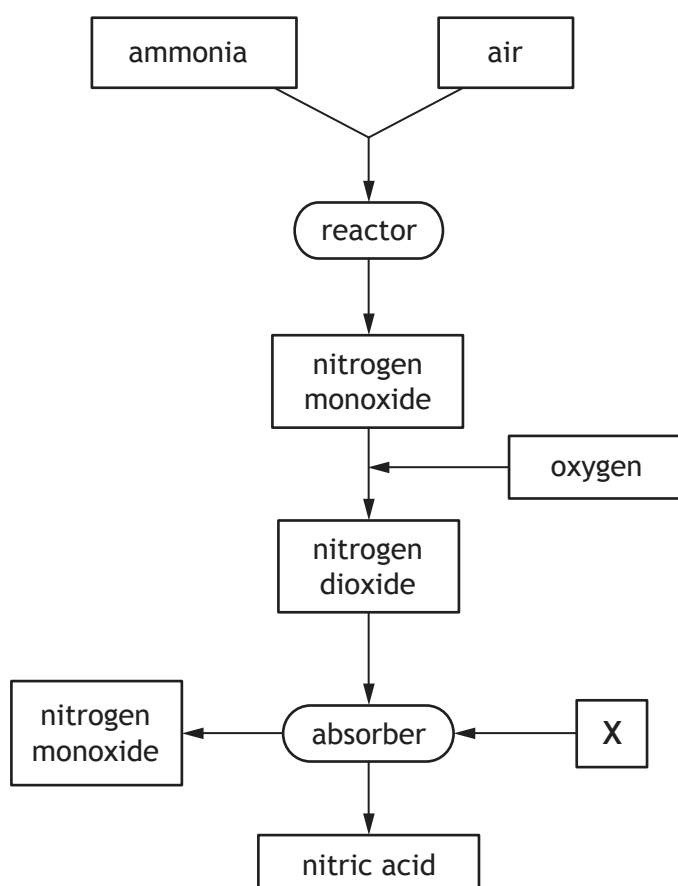 ammonia
air
reactor
nitrogen
monoxide
oxygen
nitrogen
dioxide
nitrogen
monoxide
absorber
X
nitric acid